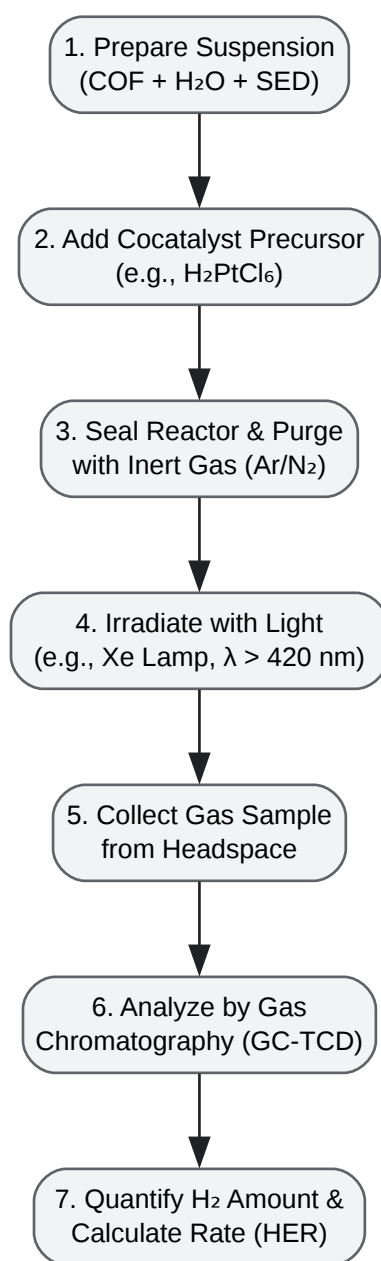 1. Prepare Suspension
(COF + H₂O + SED)
2. Add Cocatalyst Precursor
(e.g., H₂PtCl₆)
3. Seal Reactor & Purge
with Inert Gas (Ar/N₂)
4. Irradiate with Light
(e.g., Xe Lamp, λ > 420 nm)
5. Collect Gas Sample
from Headspace
6. Analyze by Gas
Chromatography (GC-TCD)
7. Quantify H₂ Amount &
Calculate Rate (HER)